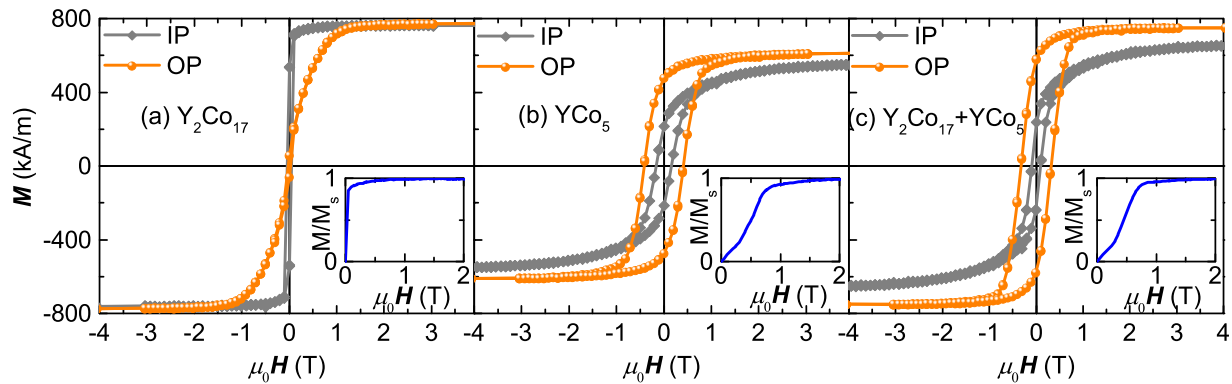 800
400
0
-400
-800
M (kA/m)
IP
OP
(a) Y₂Co₁₇
1
0
M/Mₛ
0 1 2
μ₀H (T)
-4 -3 -2 -1 0 1 2 3
μ₀H (T)
IP
OP
(b) YCo₅
1
0
M/Mₛ
0 1 2
μ₀H (T)
-4 -3 -2 -1 0 1 2 3
μ₀H (T)
IP
OP
(c) Y₂Co₁₇+YCo₅
1
0
M/Mₛ
0 1 2
μ₀H (T)
-4 -3 -2 -1 0 1 2 3 4
μ₀H (T)